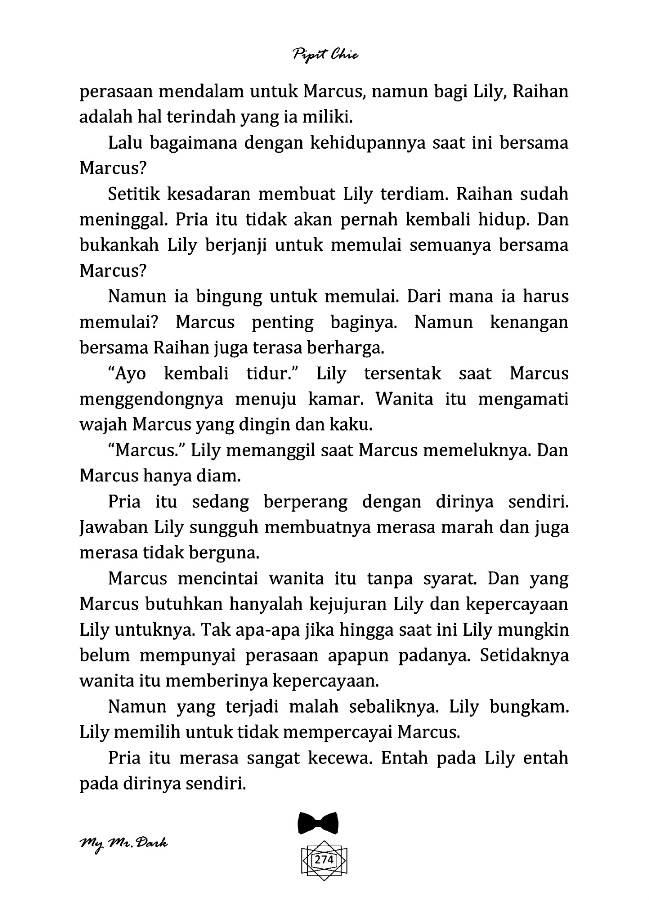 Pipit Chie
perasaan mendalam untuk Marcus, namun bagi Lily, Raihan
adalah hal terindah yang ia miliki.
Lalu bagaimana dengan kehidupannya saat ini bersama
Marcus?
Setitik kesadaran membuat Lily terdiam. Raihan sudah
meninggal. Pria itu tidak akan pernah kembali hidup. Dan
bukankah Lily berjanji untuk memulai semuanya bersama
Marcus?
Namun ia bingung untuk memulai. Dari mana ia harus
memulai? Marcus penting baginya. Namun kenangan
bersama Raihan juga terasa berharga.
“Ayo kembali tidur.” Lily tersentak saat Marcus
menggendongnya menuju kamar. Wanita itu mengamati
wajah Marcus yang dingin dan kaku.
“Marcus.” Lily memanggil saat Marcus memeluknya. Dan
Marcus hanya diam.
Pria itu sedang berperang dengan dirinya sendiri.
Jawaban Lily sungguh membuatnya merasa marah dan juga
merasa tidak berguna.
Marcus mencintai wanita itu tanpa syarat. Dan yang
Marcus butuhkan hanyalah kejujuran Lily dan kepercayaan
Lily untuknya. Tak apa-apa jika hingga saat ini Lily mungkin
belum mempunyai perasaan apapun padanya. Setidaknya
wanita itu memberinya kepercayaan.
Namun yang terjadi malah sebaliknya. Lily bungkam.
Lily memilih untuk tidak mempercayai Marcus.
Pria itu merasa sangat kecewa. Entah pada Lily entah
pada dirinya sendiri.
My Mr. Dark
274